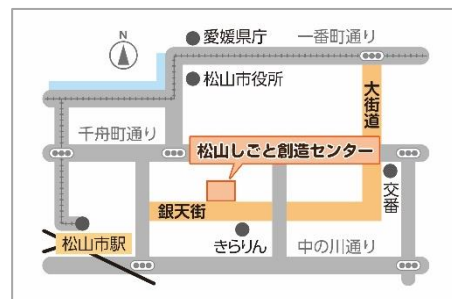 N
愛媛県庁
一番町通り
松山市役所
大街道
千舟町通り
松山しごと創造センター
交番
銀天街
松山市駅
きらりん
中の川通り